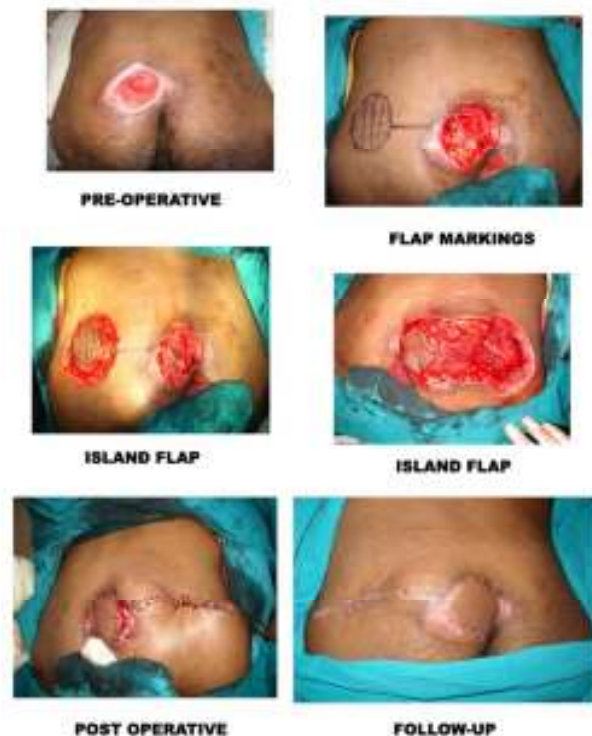 PRE-OPERATIVE
FLAP MARKINGS
ISLAND FLAP
ISLAND FLAP
POST OPERATIVE
FOLLOW-UP